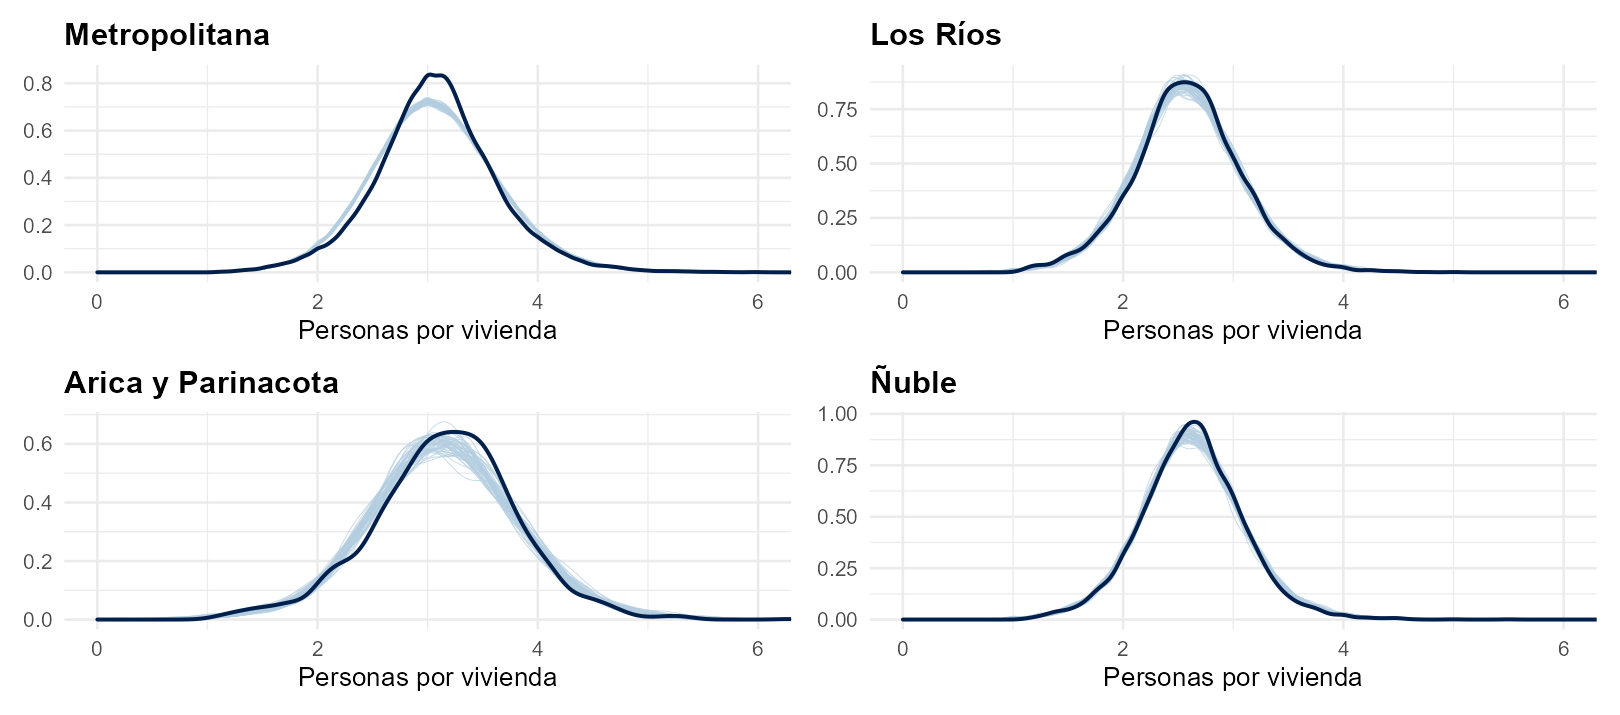 Metropolitana
0.8
0.6
0.4
0.2
0.0
0 2 4 6
Personas por vivienda
Los Ríos
0.75
0.50
0.25
0.00
0 2 4 6
Personas por vivienda
Arica y Parinacota
0.6
0.4
0.2
0.0
0 2 4 6
Personas por vivienda
Ñuble
1.00
0.75
0.50
0.25
0.00
0 2 4 6
Personas por vivienda